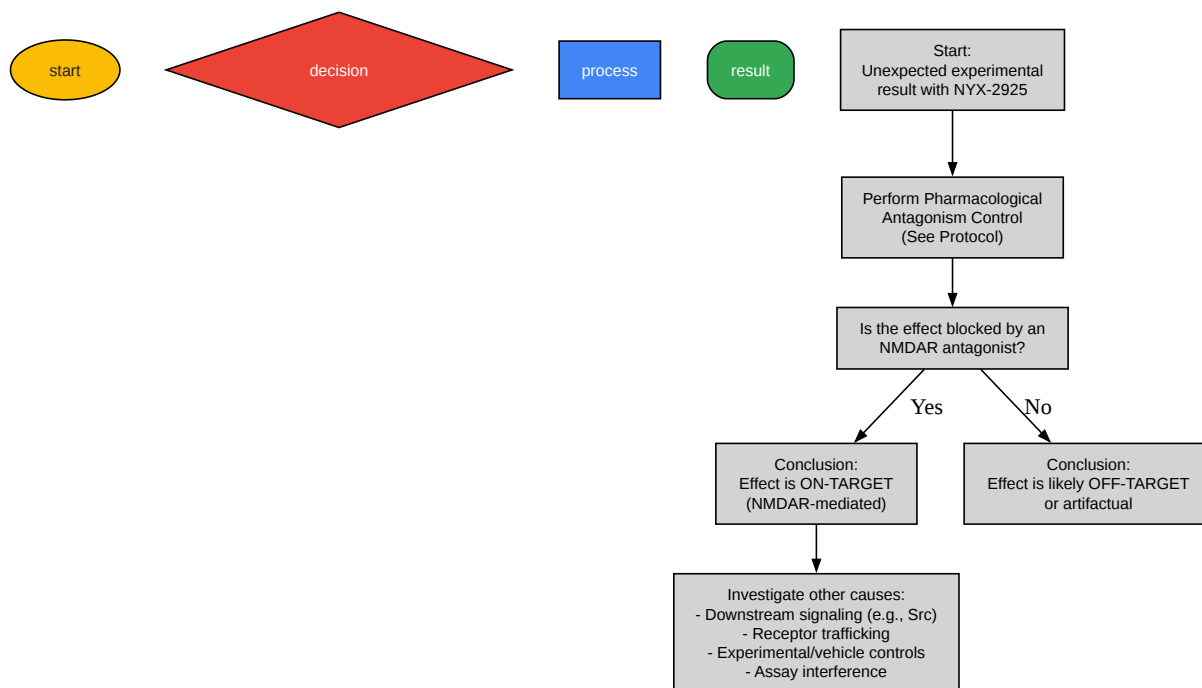 start
decision
process
result
Start:
Unexpected experimental
result with NYX-2925
Perform Pharmacological
Antagonism Control
(See Protocol)
Is the effect blocked by an
NMDAR antagonist?
Yes
No
Conclusion:
Effect is ON-TARGET
(NMDAR-mediated)
Conclusion:
Effect is likely OFF-TARGET
or artifactual
Investigate other causes:
- Downstream signaling (e.g., Src)
- Receptor trafficking
- Experimental/vehicle controls
- Assay interference